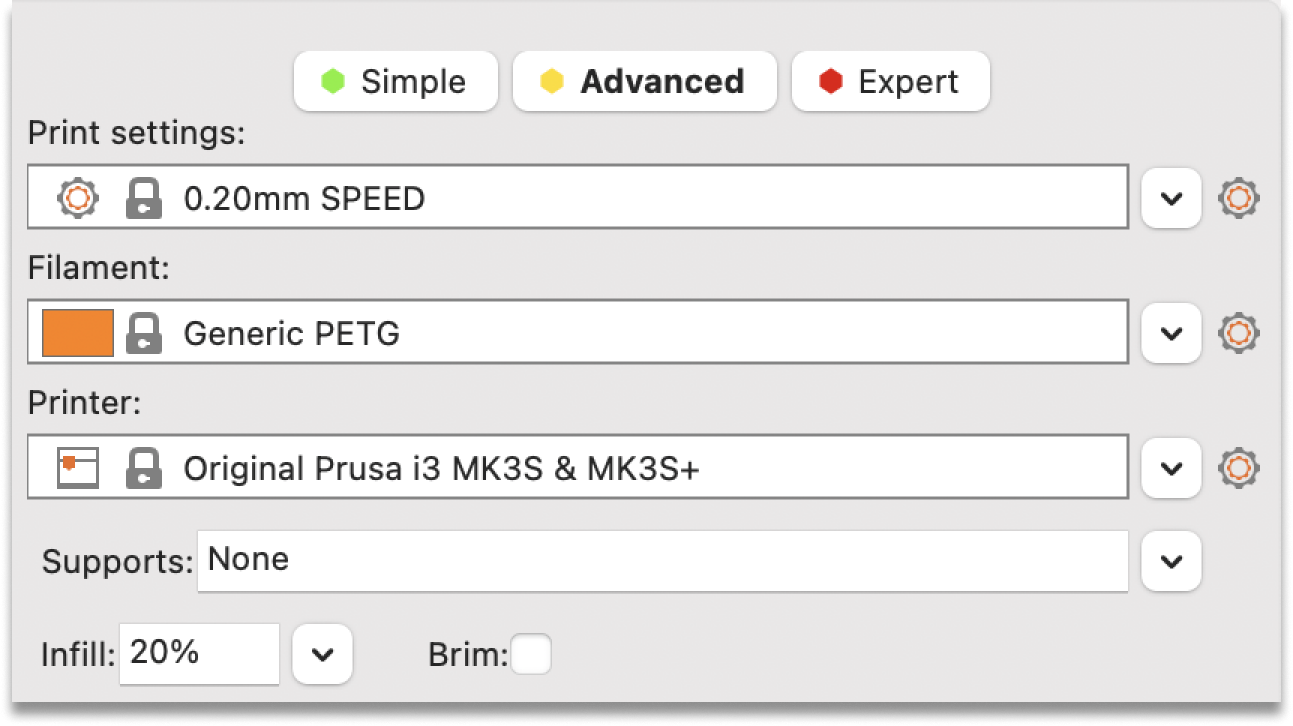 Simple Advanced Expert
Print settings:
0.20mm SPEED
Filament:
Generic PETG
Printer:
Original Prusa i3 MK3S & MK3S+
Supports: None
Infill: 20% Brim: